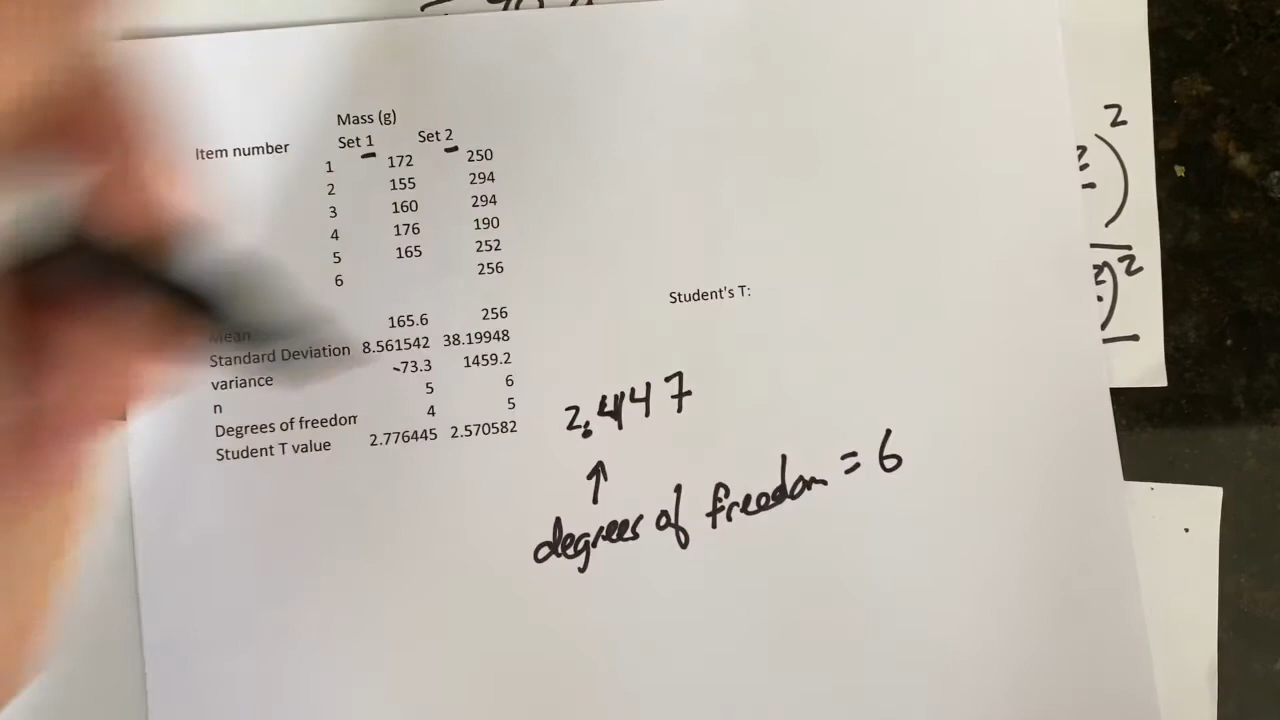 Mass (g)
Item number Set 1 Set 2
1 172 250
2 155 294
3 160 294
4 176 190
5 165 252
6 256
Student's T:
Mean 165.6 256
Standard Deviation 8.561542 38.19948
variance 73.3 1459.2
n 5 6
Degrees of freedom 4 5
Student T value 2.776445 2.570582
2.447
↑
degrees of freedom = 6
)²
)²